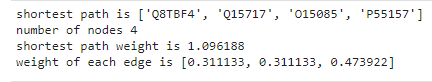 shortest path is ['Q8TBF4', 'Q15717', 'O15085', 'P55157']
number of nodes 4
shortest path weight is 1.096188
weight of each edge is [0.311133, 0.311133, 0.473922]